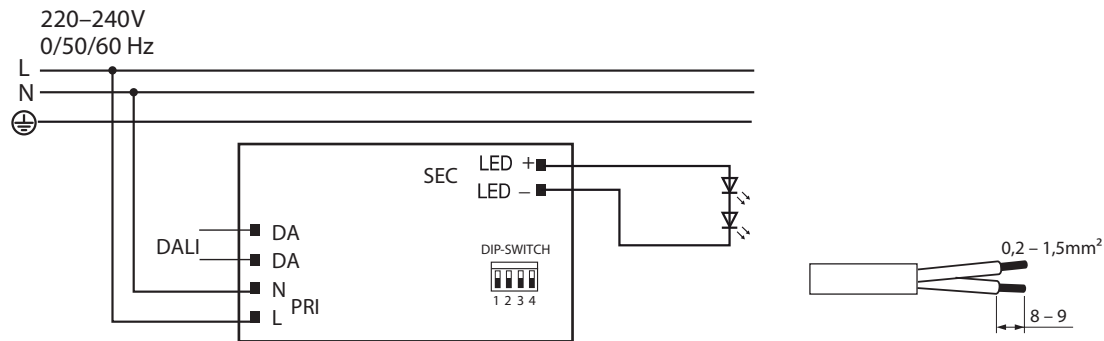 220–240V
0/50/60 Hz
L
N
SEC
LED +
LED –
DALI
DA
DA
N
PRI
L
DIP-SWITCH
1 2 3 4
0,2 – 1,5mm²
8 – 9